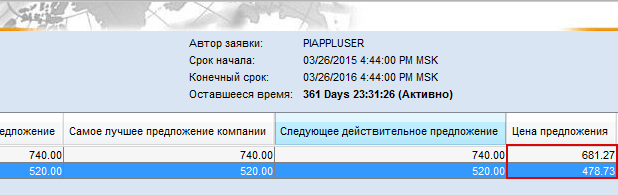 Автор заявки: PIAPPLUSER
Срок начала: 03/26/2015 4:44:00 PM MSK
Конечный срок: 03/26/2016 4:44:00 PM MSK
Оставшееся время: 361 Days 23:31:26 (Активно)
едложение Самое лучшее предложение компании Следующее действительное предложение Цена предложения
740.00 740.00 740.00 681.27
520.00 520.00 520.00 478.73